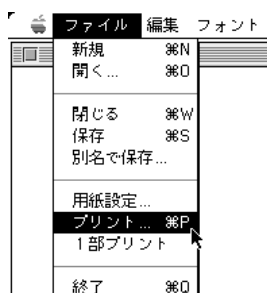 ファイル 編集 フォント
新規 ⌘N
開く... ⌘O
閉じる ⌘W
保存 ⌘S
別名で保存...
用紙設定...
プリント... ⌘P
1部プリント
終了 ⌘Q